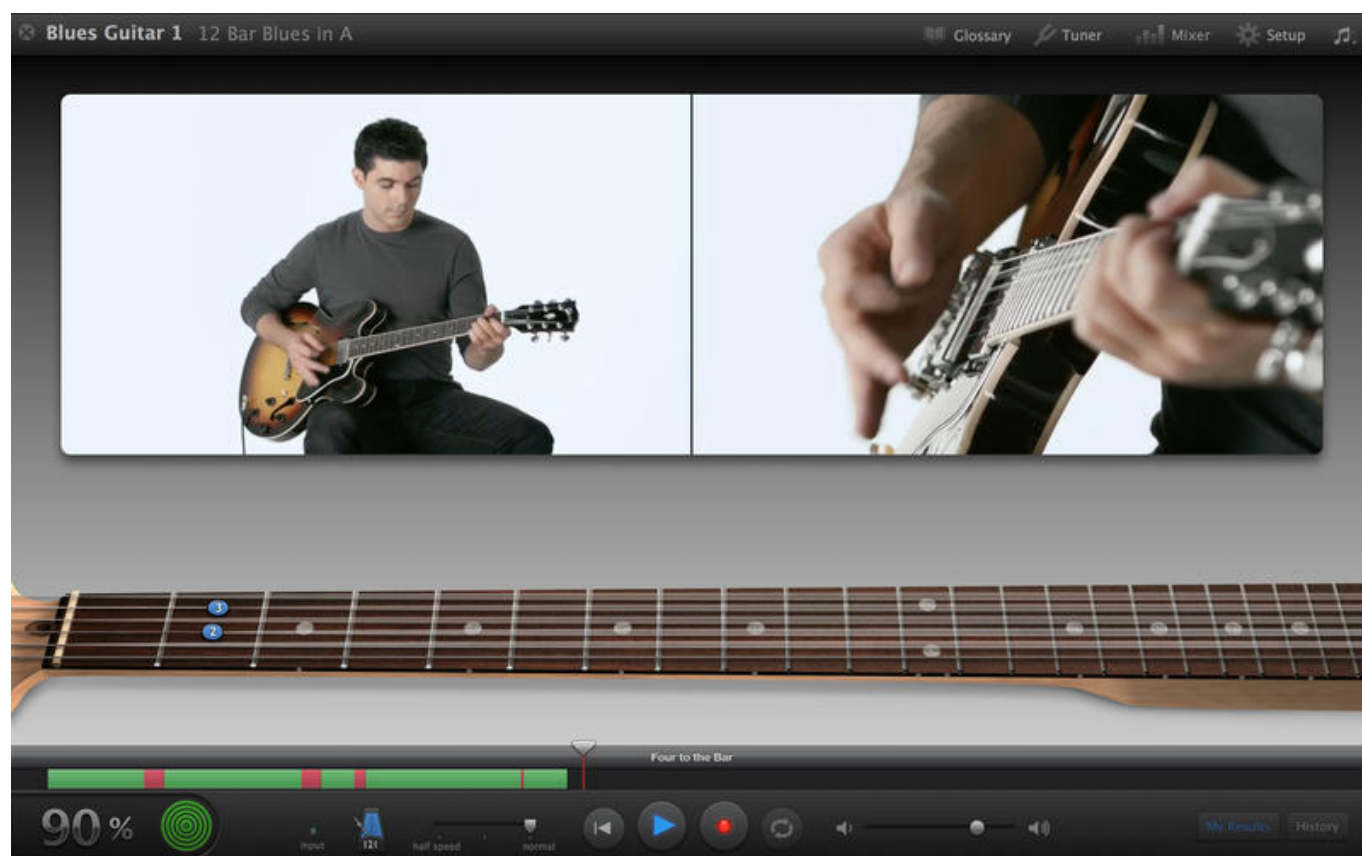 Blues Guitar 1 12 Bar Blues in A
Glossary Tuner Mixer Setup
3
2
Four to the Bar
90 %
input
121
half speed
normal
My Results
History